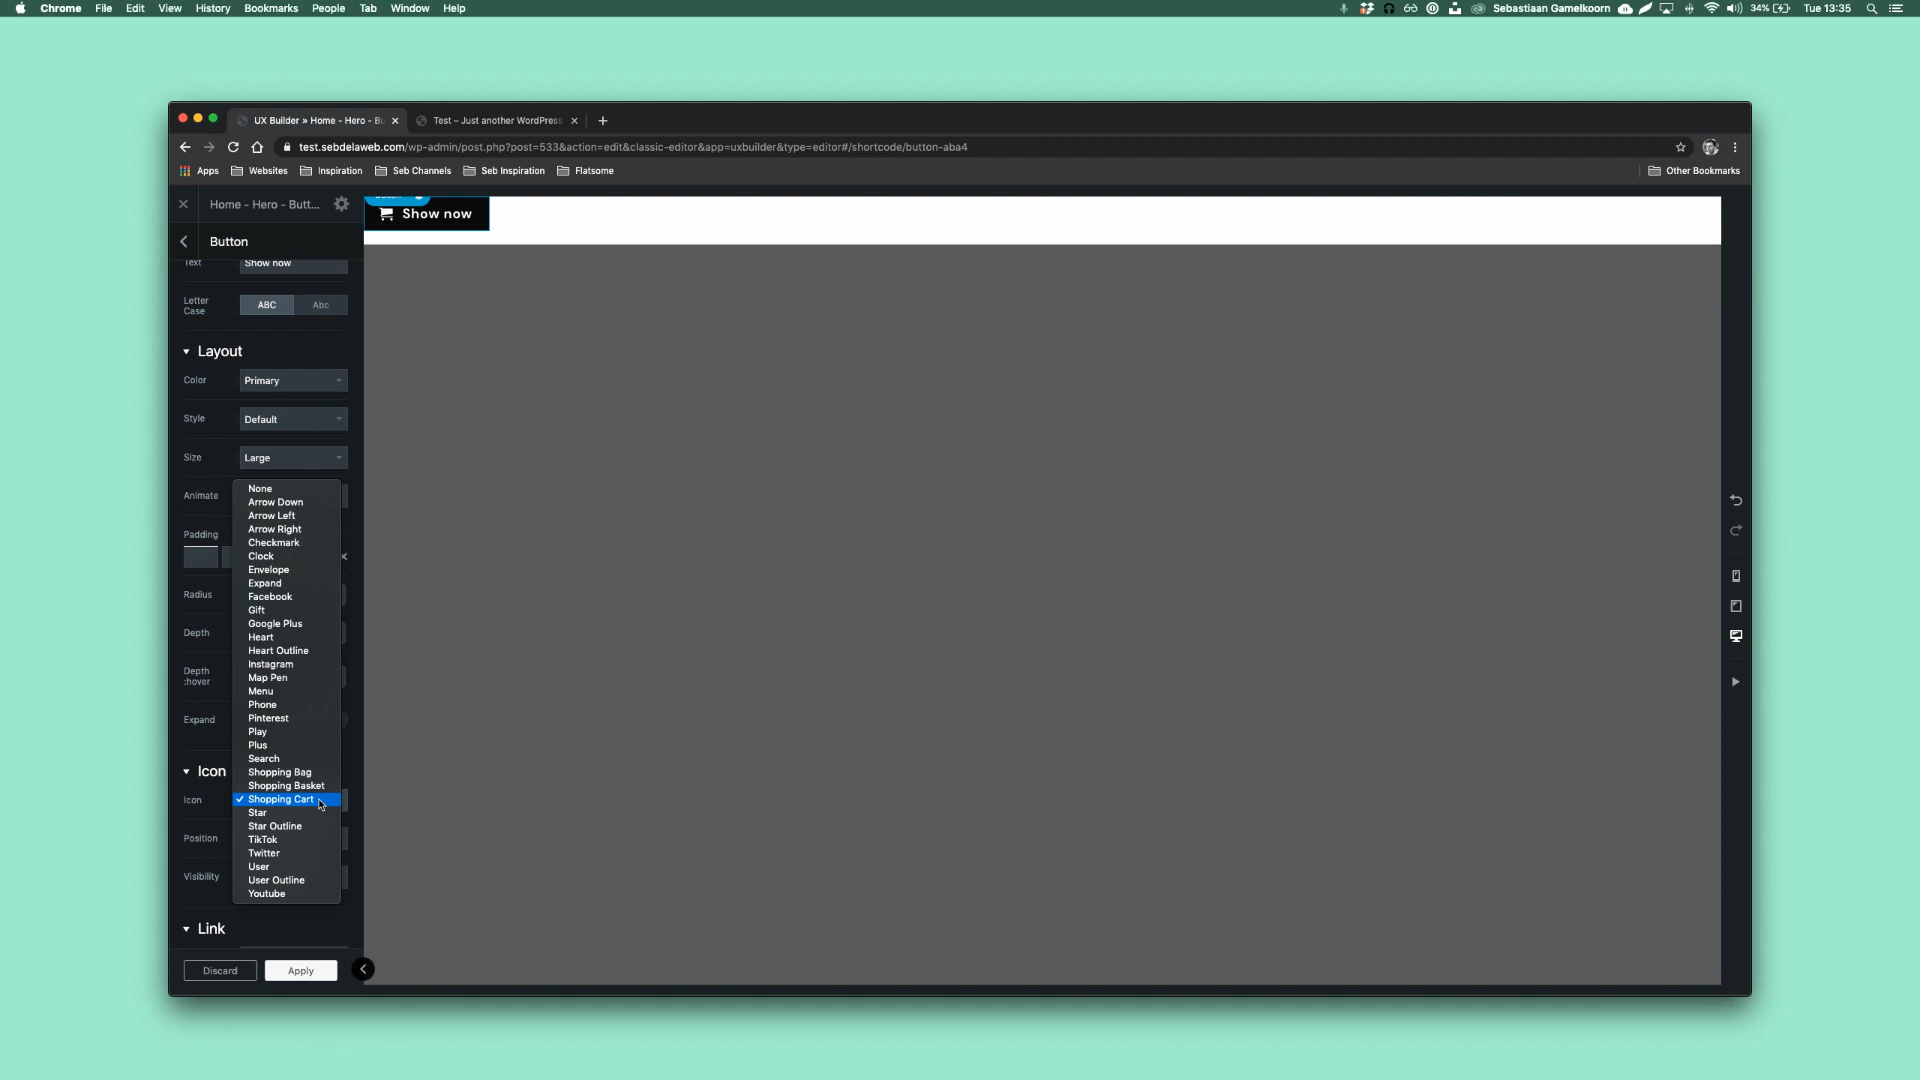 Chrome File Edit View History Bookmarks People Tab Window Help
Sebastiaan Gamelkoorn 34% Tue 13:35
UX Builder » Home - Hero - Bu
Test – Just another WordPress
test.sebdelaweb.com/wp-admin/post.php?post=533&action=edit&classic-editor&app=uxbuilder&type=editor#/shortcode/button-aba4
Apps Websites Inspiration Seb Channels Seb Inspiration Flatsome Other Bookmarks
Home - Hero - Butt...
Show now
Button
Text Show now
Letter Case ABC Abc
Layout
Color Primary
Style Default
Size Large
Animate
Padding
Radius
Depth
Depth :hover
Expand
Icon
Icon
Position
Visibility
Link
None
Arrow Down
Arrow Left
Arrow Right
Checkmark
Clock
Envelope
Expand
Facebook
Gift
Google Plus
Heart
Heart Outline
Instagram
Map Pen
Menu
Phone
Pinterest
Play
Plus
Search
Shopping Bag
Shopping Basket
Shopping Cart
Star
Star Outline
TikTok
Twitter
User
User Outline
Youtube
Discard Apply